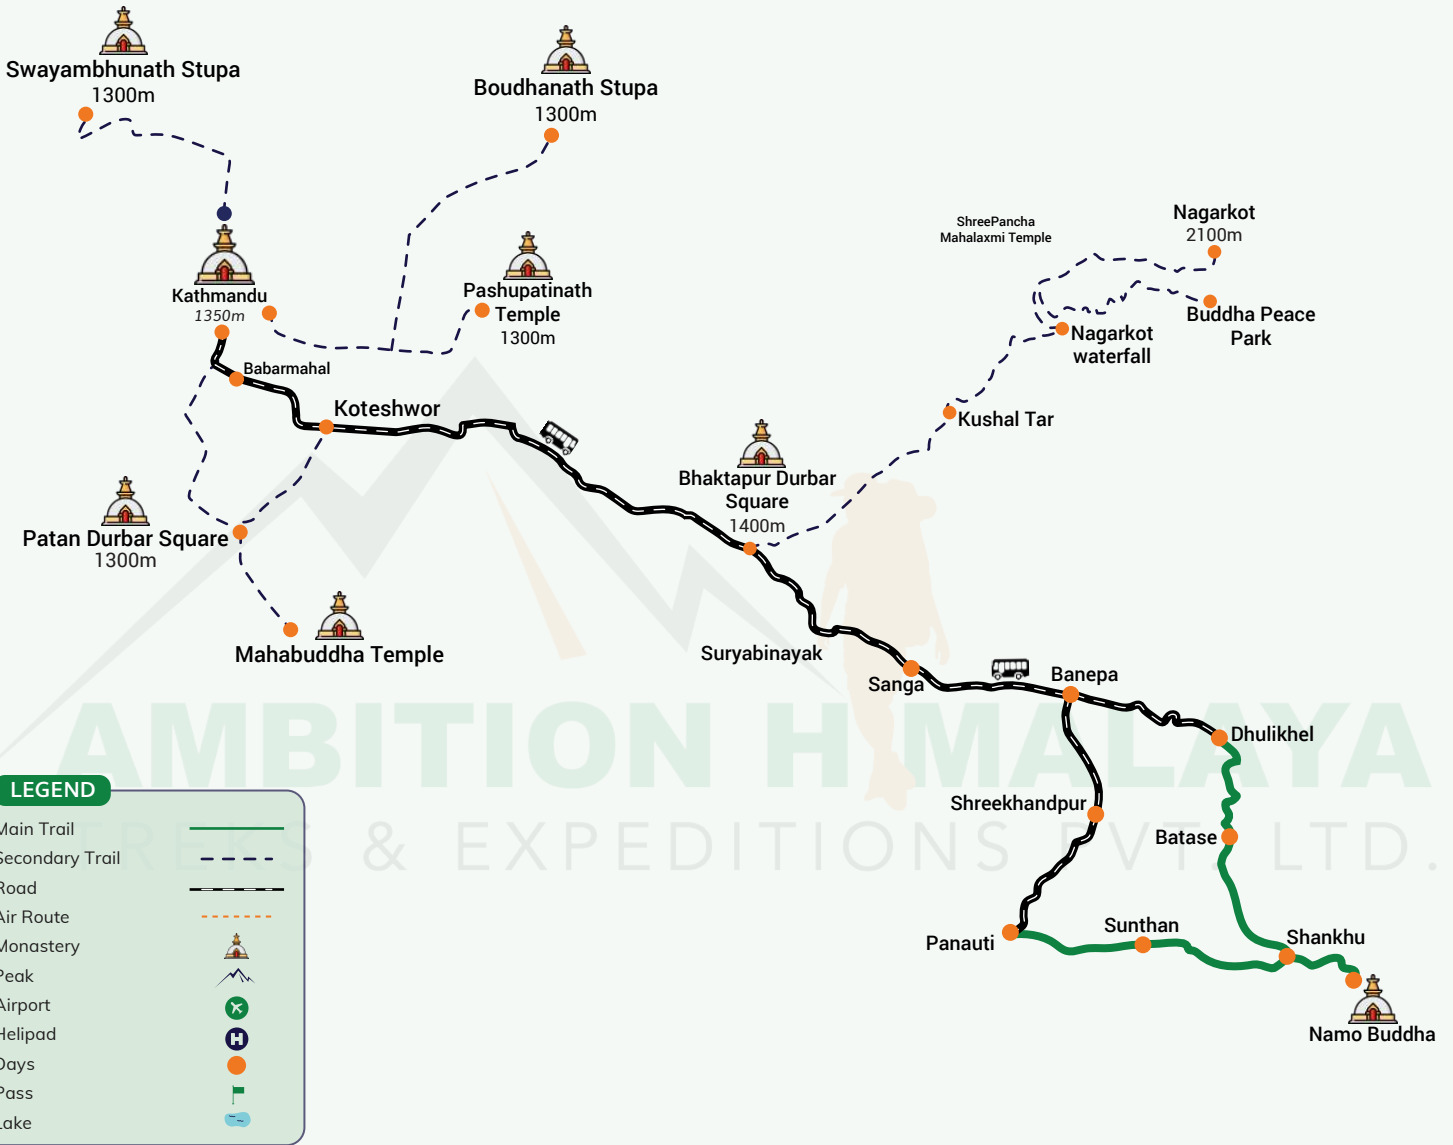 Swayambhunath Stupa
1300m
Boudhanath Stupa
1300m
ShreePancha
Mahalaxmi Temple
Nagarkot
2100m
Kathmandu
1350m
Pashupatinath
Temple
1300m
Buddha Peace
Park
Nagarkot
waterfall
Babarmahal
Koteshwor
Kushal Tar
Bhaktapur Durbar
Square
1400m
Patan Durbar Square
1300m
Mahabuddha Temple
Suryabinayak
Sanga
Banepa
Dhulikhel
AMBITION HIMALAYA
TREKS & EXPEDITIONS PVT. LTD.
Shreekhandpur
Batase
Panauti
Sunthan
Shankhu
Namo Buddha
LEGEND
Main Trail
Secondary Trail
Road
Air Route
Monastery
Peak
Airport
Helipad
H
Days
Pass
Lake